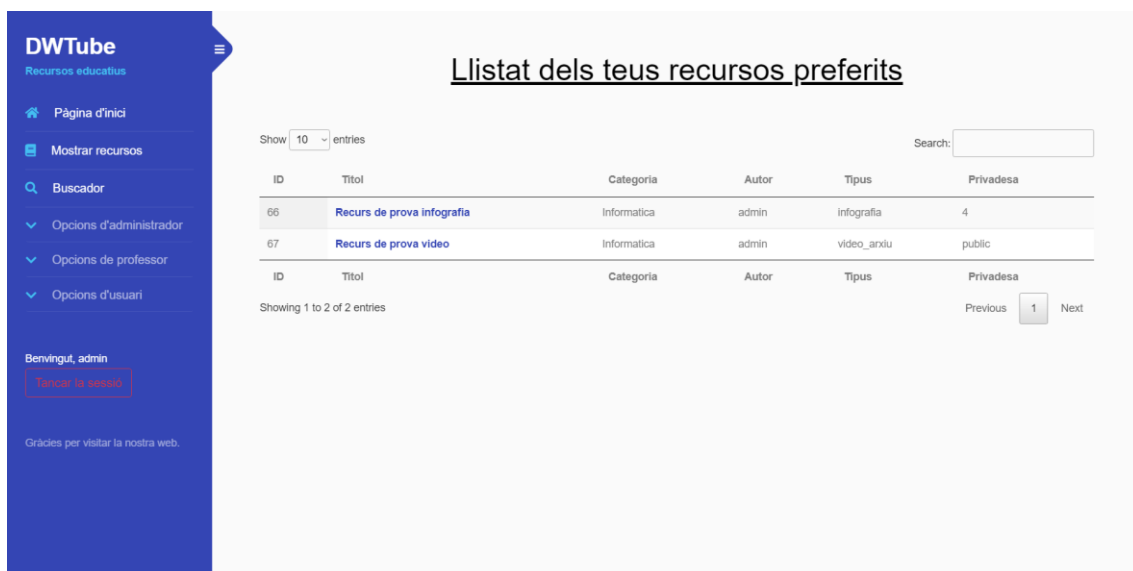 DWTube
Recursos educatius
Pàgina d'inici
Mostrar recursos
Buscador
Opcions d'administrador
Opcions de professor
Opcions d'usuari
Benvingut, admin
Tancar la sessió
Gràcies per visitar la nostra web.
Llistat dels teus recursos preferits
Show 10 entries
Search:
ID Titol Categoria Autor Tipus Privadesa
66 Recurs de prova infografia Informatica admin infografia 4
67 Recurs de prova video Informatica admin video_arxiu public
ID Titol Categoria Autor Tipus Privadesa
Showing 1 to 2 of 2 entries
Previous 1 Next